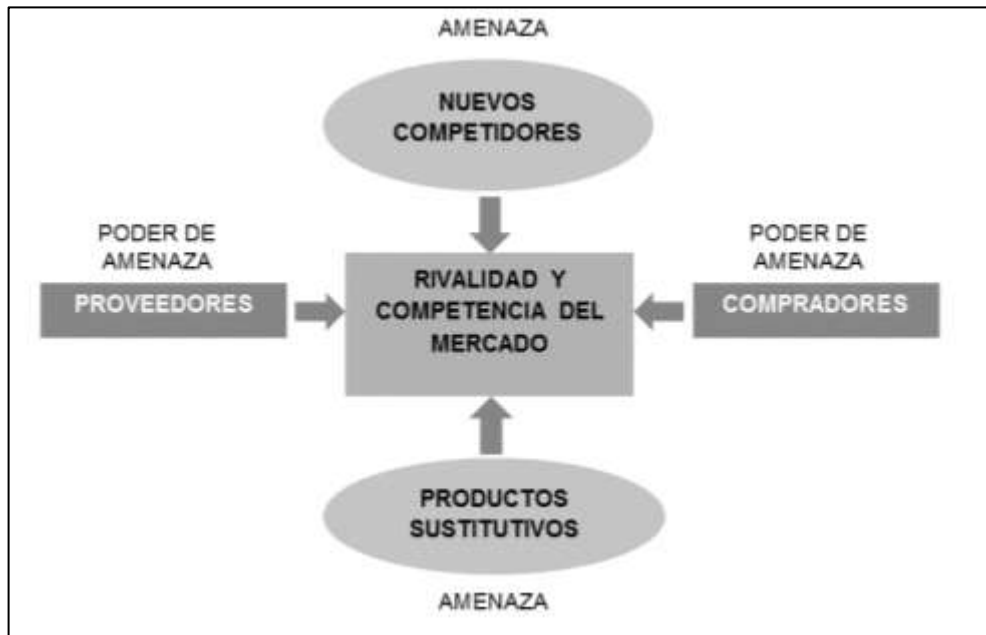 AMENAZA
NUEVOS
COMPETIDORES
PODER DE
AMENAZA
PROVEEDORES
RIVALIDAD Y
COMPETENCIA DEL
MERCADO
PODER DE
AMENAZA
COMPRADORES
PRODUCTOS
SUSTITUTIVOS
AMENAZA